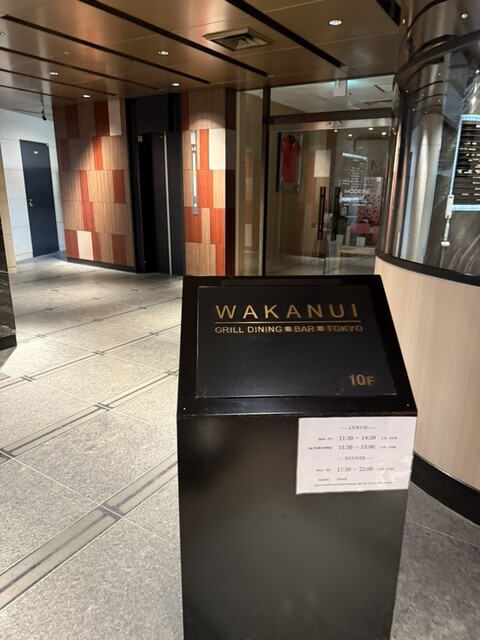 WAKANUI
GRILL DINING ■ BAR ■ TOKYO
10F
---LUNCH---
11:30 ~ 14:30
11:30 ~ 15:00
---DINNER---
17:30 ~ 22:00
Closed